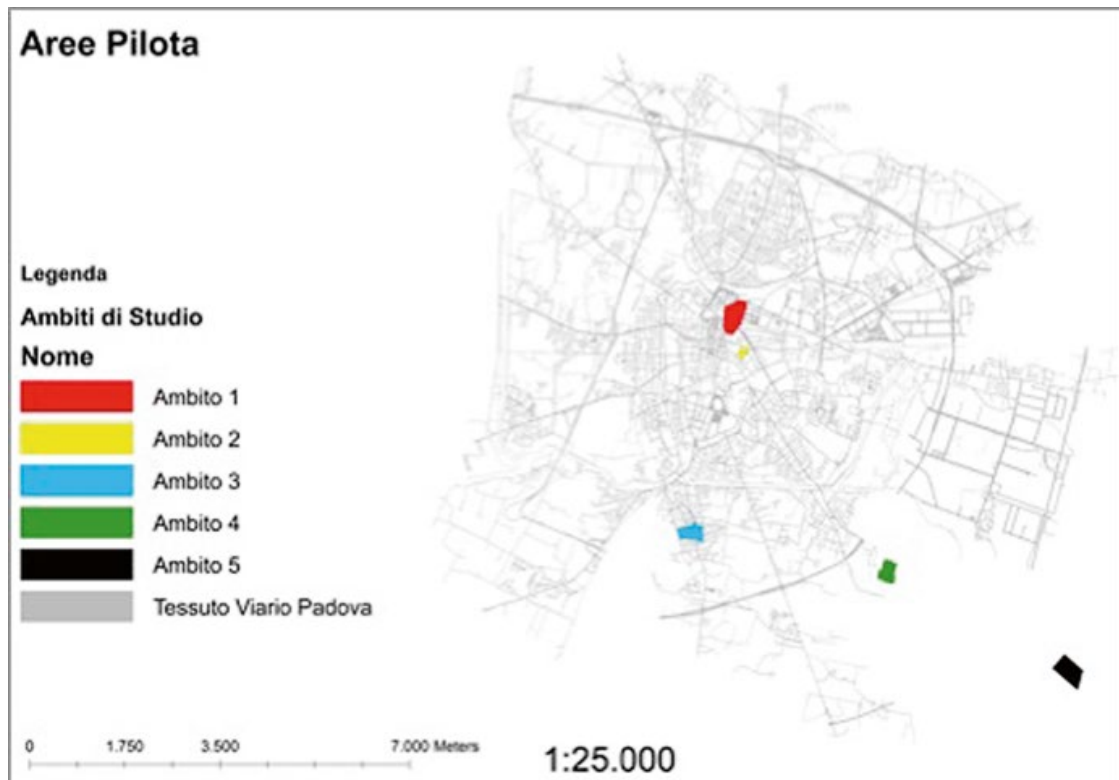 Aree Pilota
Legenda
Ambiti di Studio
Nome
Ambito 1
Ambito 2
Ambito 3
Ambito 4
Ambito 5
Tessuto Viario Padova
0 1.750 3.500 7.000 Meters
1:25.000